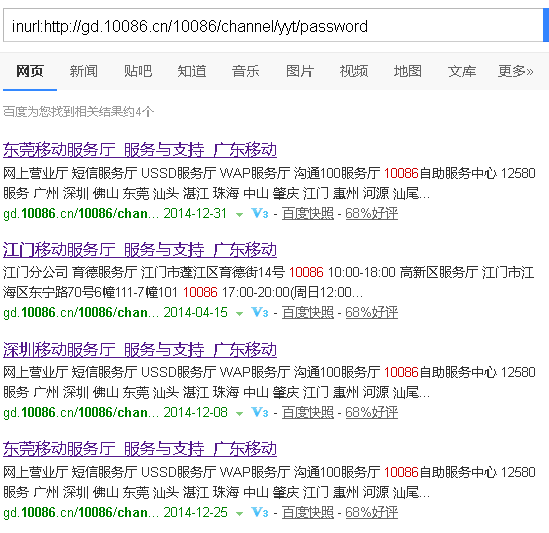 inurl:http://gd.10086.cn/10086/channel/yyt/password
网页 新闻 贴吧 知道 音乐 图片 视频 地图 文库 更多»
百度为您找到相关结果约4个
东莞移动服务厅_服务与支持_广东移动
网上营业厅 短信服务厅 USSD服务厅 WAP服务厅 沟通100服务厅 10086自助服务中心 12580
服务 广州 深圳 佛山 东莞 汕头 湛江 珠海 中山 肇庆 江门 惠州 河源 汕尾...
gd.10086.cn/10086/chan... 2014-12-31 V3 - 百度快照 - 68%好评
江门移动服务厅_服务与支持_广东移动
江门分公司 育德服务厅 江门市蓬江区育德街14号 10086 10:00-18:00 高新区服务厅 江门市江
海区东宁路70号6幢111-7幢101 10086 17:00-20:00(周日12:00...
gd.10086.cn/10086/chan... 2014-04-15 V3 - 百度快照 - 68%好评
深圳移动服务厅_服务与支持_广东移动
网上营业厅 短信服务厅 USSD服务厅 WAP服务厅 沟通100服务厅 10086自助服务中心 12580
服务 广州 深圳 佛山 东莞 汕头 湛江 珠海 中山 肇庆 江门 惠州 河源 汕尾...
gd.10086.cn/10086/chan... 2014-12-08 V3 - 百度快照 - 68%好评
东莞移动服务厅_服务与支持_广东移动
网上营业厅 短信服务厅 USSD服务厅 WAP服务厅 沟通100服务厅 10086自助服务中心 12580
服务 广州 深圳 佛山 东莞 汕头 湛江 珠海 中山 肇庆 江门 惠州 河源 汕尾...
gd.10086.cn/10086/chan... 2014-12-25 V3 - 百度快照 - 68%好评